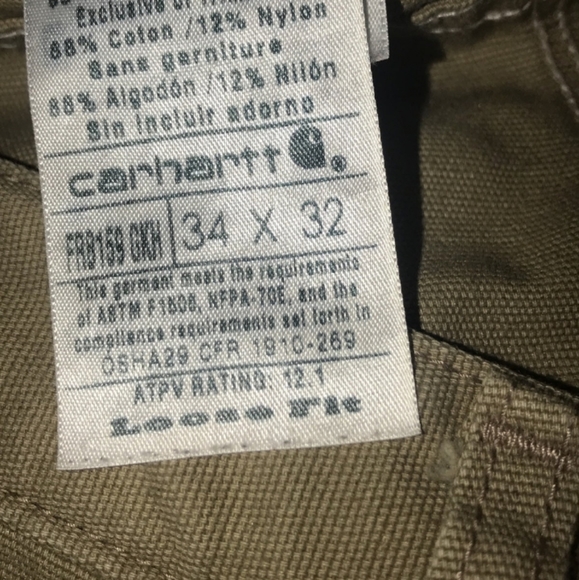 Exclusive of
88% Coton /12% Nylon
Sans garniture
88% Algodón /12% Nilón
Sin incluir adorno
carhartt ®
FRB159 GKH 34 X 32
This garment meets the requirements
of ASTM F1506, NFPA-70E, and the
compliance requirements set forth in
OSHA29 CFR 1910-269
ATPV RATING: 12.1
Loose Fit